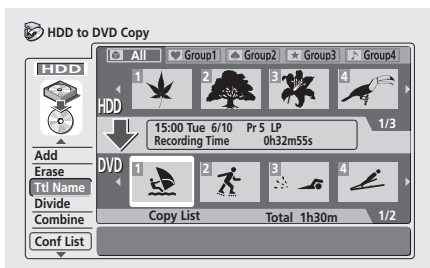 HDD to DVD Copy
HDD
All Group1 Group2 Group3 Group4
1 2 3 4
HDD
15:00 Tue 6/10 Pr 5 LP
Recording Time 0h32m55s
1/3
Add
Erase
Ttl Name
Divide
Combine
Conf List
DVD
1 2 3 4
Copy List Total 1h30m 1/2